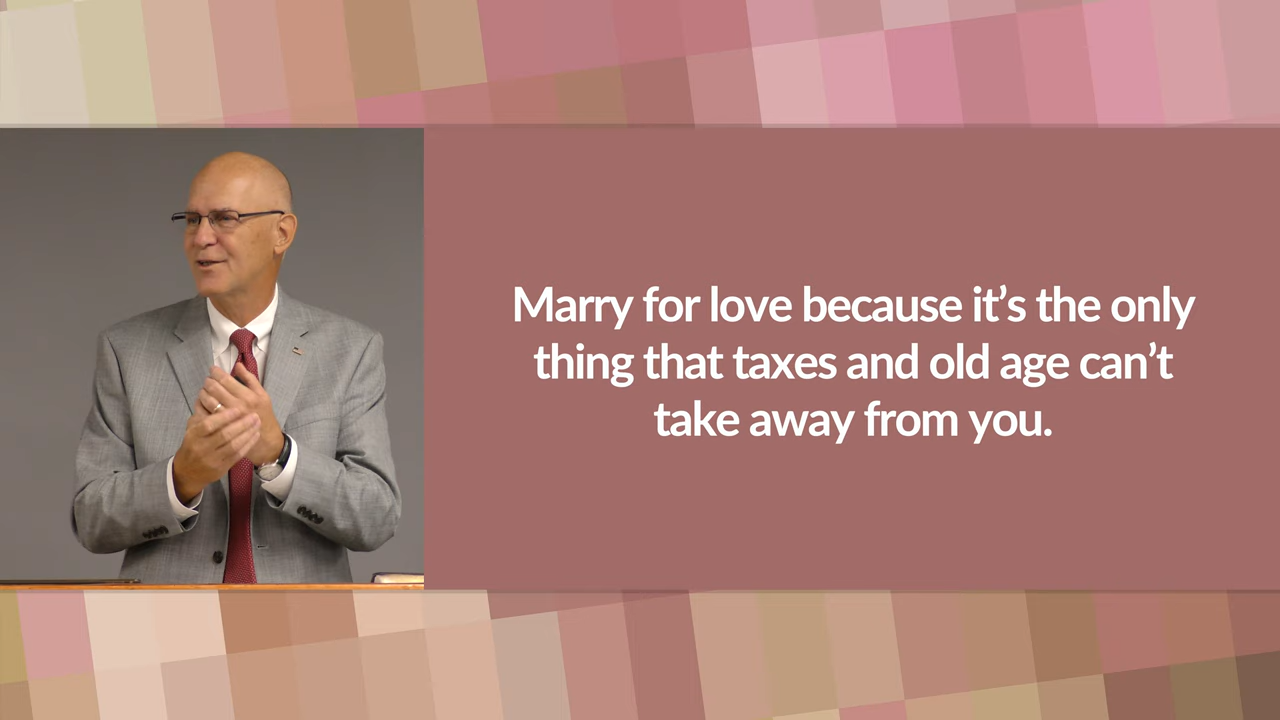 Marry for love because it’s the only
thing that taxes and old age can’t
take away from you.